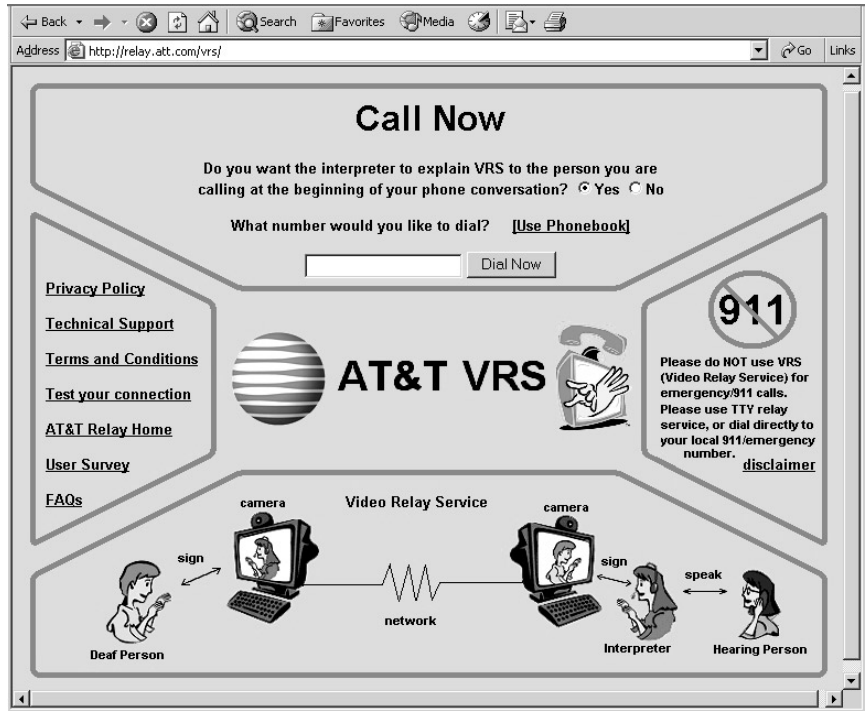 Back Search Favorites Media
Address http://relay.att.com/vrs/ Go Links
Call Now
Do you want the interpreter to explain VRS to the person you are
calling at the beginning of your phone conversation? Yes No
What number would you like to dial? [Use Phonebook]
Dial Now
Privacy Policy
Technical Support
Terms and Conditions
Test your connection
AT&T Relay Home
User Survey
FAQs
AT&T VRS
911
Please do NOT use VRS
(Video Relay Service) for
emergency/911 calls.
Please use TTY relay
service, or dial directly to
your local 911/emergency
number.
disclaimer
Video Relay Service
camera
camera
sign
sign
speak
network
Deaf Person
Interpreter
Hearing Person